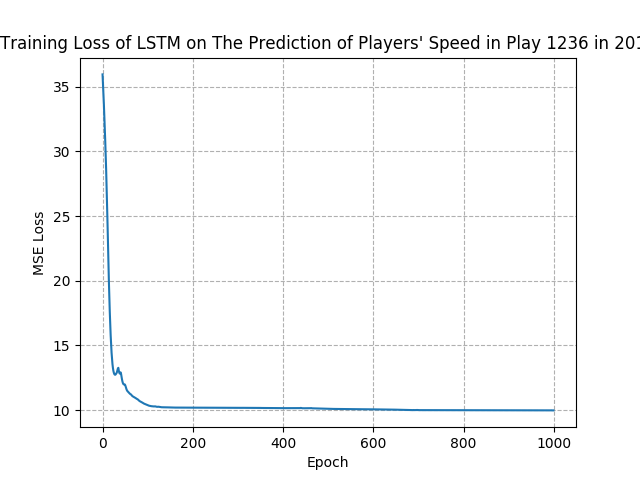 Training Loss of LSTM on The Prediction of Players' Speed in Play 1236 in 201
35
30
25
20
15
10
MSE Loss
0 200 400 600 800 1000
Epoch